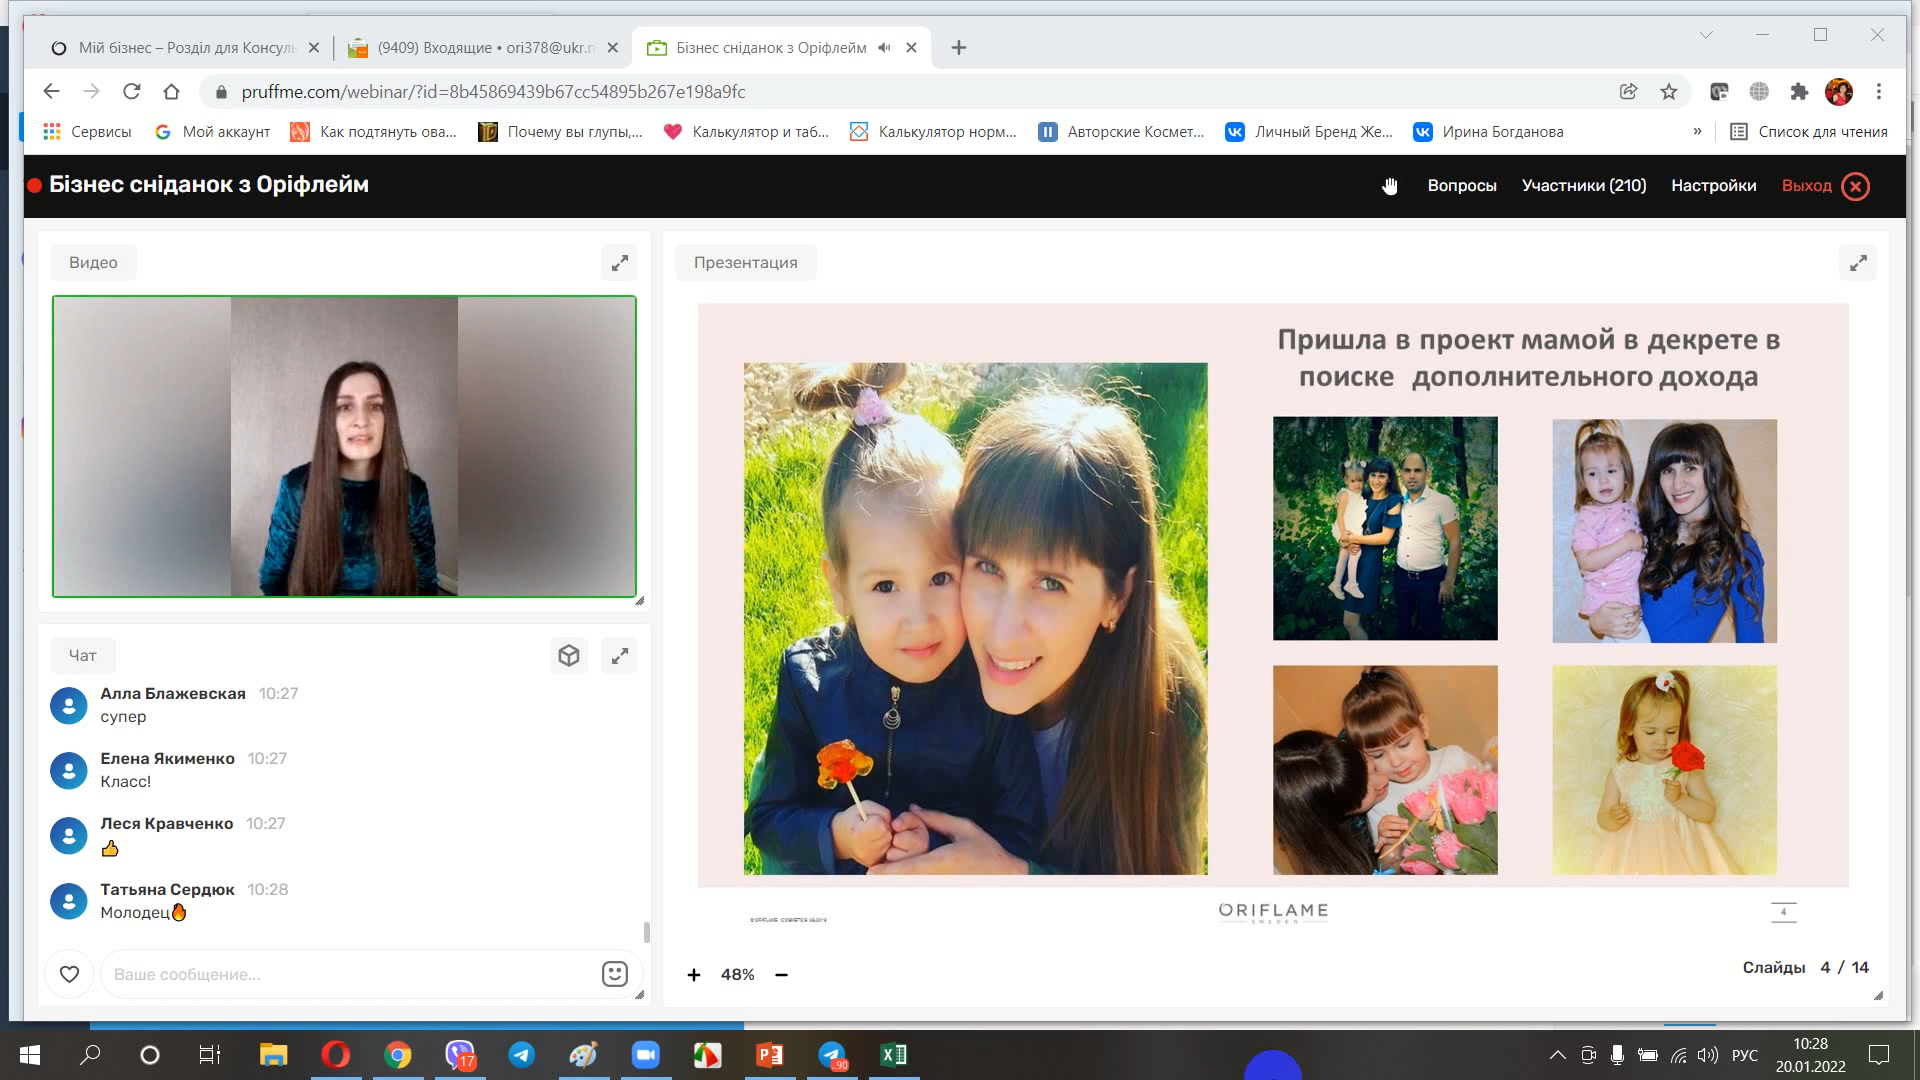 Мій бізнес – Розділ для Консуль
(9409) Входящие • ori378@ukr.n
Бізнес сніданок з Оріфлейм
pruffme.com/webinar/?id=8b45869439b67cc54895b267e198a9fc
Сервисы
Мой аккаунт
Как подтянуть ова...
Почему вы глупы,...
Калькулятор и таб...
Калькулятор норм...
Авторские Космет...
Личный Бренд Же...
Ирина Богданова
»
Список для чтения
Бізнес сніданок з Оріфлейм
Вопросы
Участники (210)
Настройки
Выход
Видео
Презентация
Пришла в проект мамой в декрете в
поиске дополнительного дохода
ORIFLAME
SWEDEN
4
Чат
Алла Блажевская 10:27
супер
Елена Якименко 10:27
Класс!
Леся Кравченко 10:27
👍
Татьяна Сердюк 10:28
Молодец🔥
Ваше сообщение...
+ 48% −
Слайды 4 / 14
17
90
РУС
10:28
20.01.2022